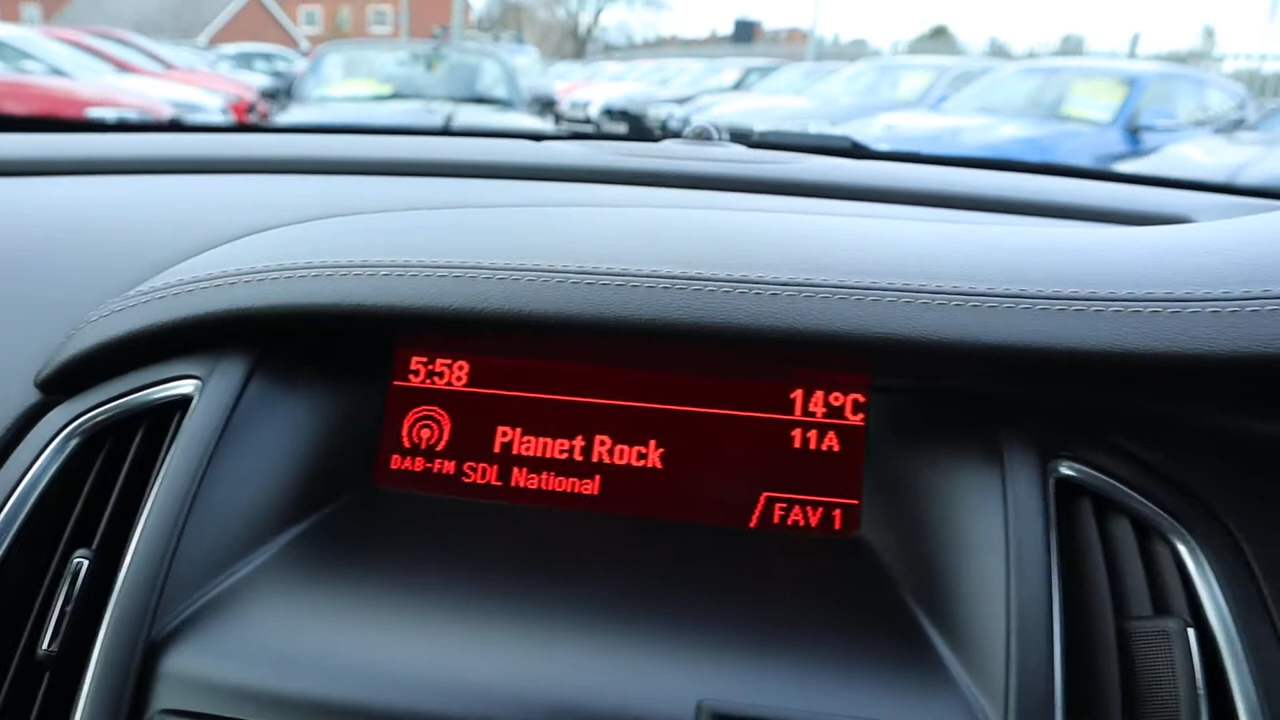 5:58
14°C
11A
Planet Rock
DAB-FM SDL National
FAV 1